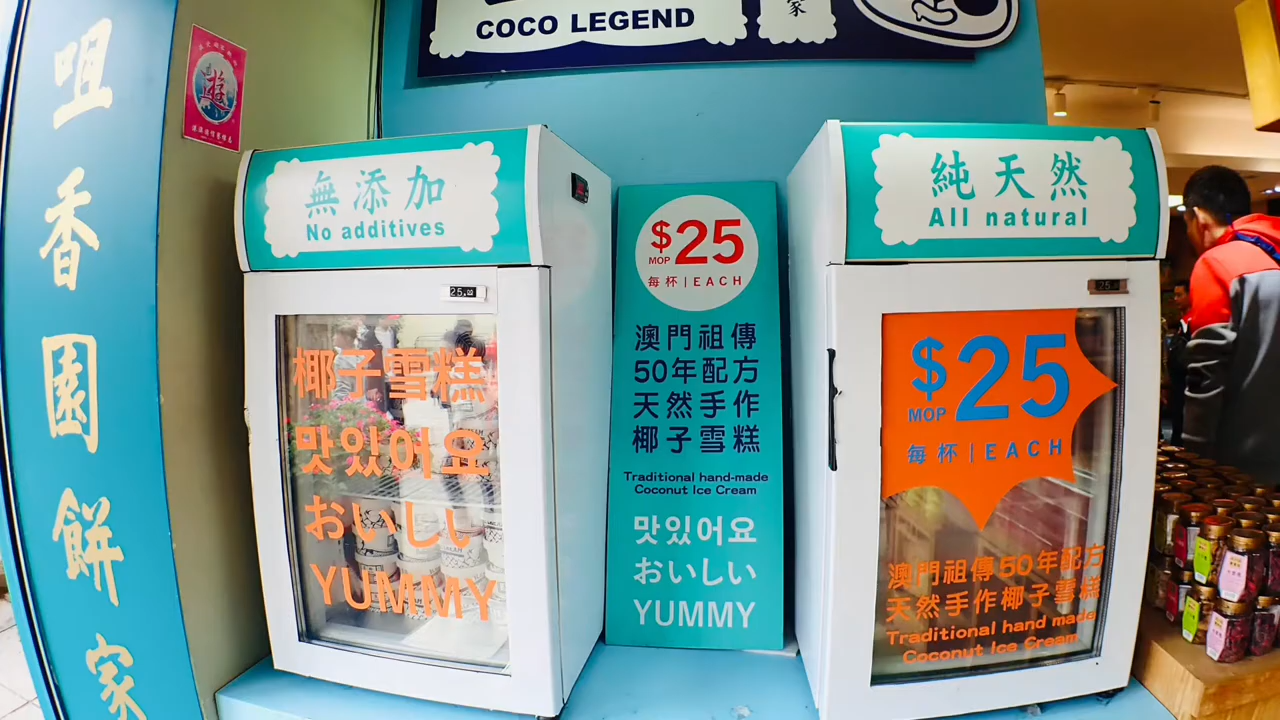 咀香園餅家
COCO LEGEND
家
遊
無添加
No additives
25.
椰子雪糕
맛있어요
おいしい
YUMMY
$25
MOP
每杯|EACH
澳門祖傳
50年配方
天然手作
椰子雪糕
Traditional hand-made
Coconut Ice Cream
맛있어요
おいしい
YUMMY
純天然
All natural
25.
$25
MOP
每杯|EACH
澳門祖傳50年配方
天然手作椰子雪糕
Traditional hand made
Coconut Ice Cream